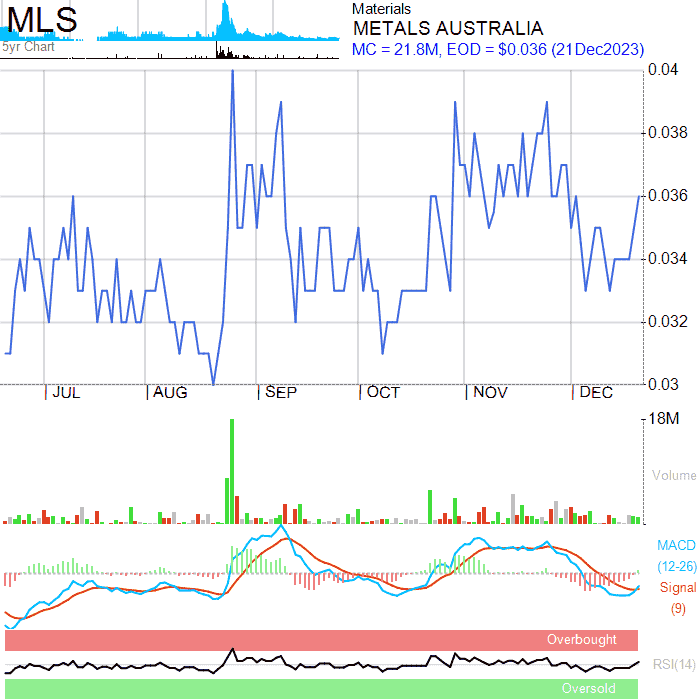 MLS
5yr Chart
Materials
METALS AUSTRALIA
MC = 21.8M, EOD = $0.036 (21Dec2023)
0.04
0.038
0.036
0.034
0.032
0.03
JUL AUG SEP OCT NOV DEC
18M
Volume
MACD
(12-26)
Signal
(9)
Overbought
RSI(14)
Oversold